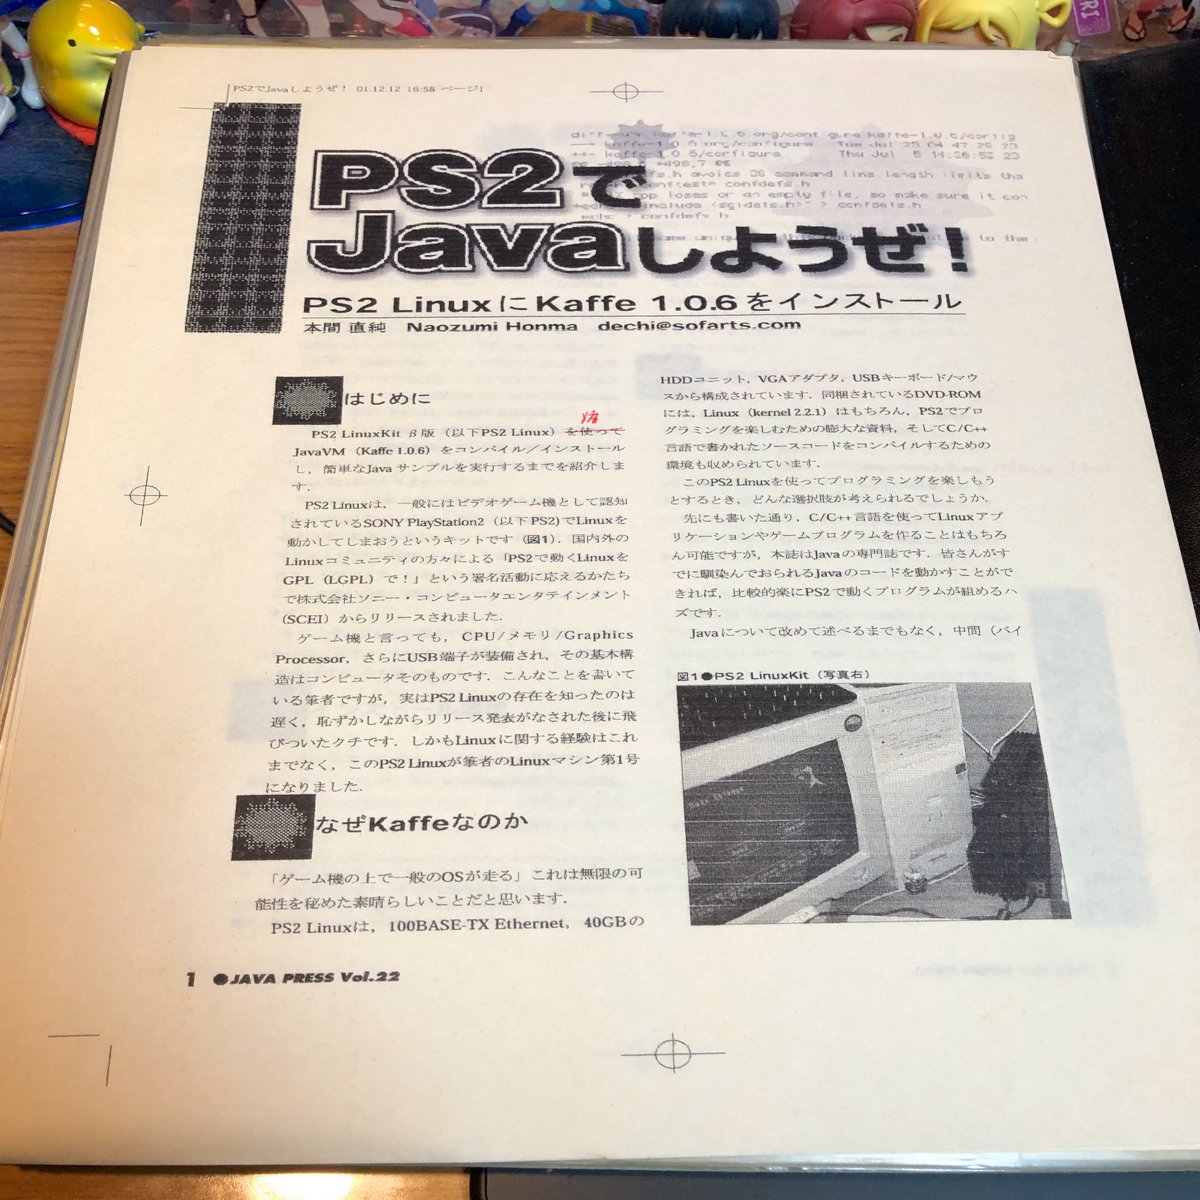 PS2でJavaしようぜ! 01.12.12 16:58 ページ1
PS2で
Javaしようぜ!
PS2 LinuxにKaffe 1.0.6をインストール
本間 直純 Naozumi Honma dechi@sofarts.com
はじめに
PS2 LinuxKit β版（以下PS2 Linux）を使って
JavaVM（Kaffe 1.0.6）をコンパイル/インストール
し，簡単なJavaサンプルを実行するまでを紹介しま
す．
PS2 Linuxは，一般にはビデオゲーム機として認知
されているSONY PlayStation2（以下PS2）でLinuxを
動かしてしまおうというキットです（図1）．国内外の
Linuxコミュニティの方々による「PS2で動くLinuxを
GPL（LGPL）で！」という署名活動に応えるかたち
で株式会社ソニー・コンピュータエンタテインメント
（SCEI）からリリースされました．
ゲーム機と言っても，CPU/メモリ/Graphics
Processor，さらにUSB端子が装備され，その基本構
造はコンピュータそのものです．こんなことを書いて
いる筆者ですが，実はPS2 Linuxの存在を知ったのは
遅く，恥ずかしながらリリース発表がなされた後に飛
びついたクチです．しかもLinuxに関する経験はこれ
までなく，このPS2 Linuxが筆者のLinuxマシン第1号
になりました．
なぜKaffeなのか
「ゲーム機の上で一般のOSが走る」これは無限の可
能性を秘めた素晴らしいことだと思います．
PS2 Linuxは，100BASE-TX Ethernet，40GBの
HDDユニット，VGAアダプタ，USBキーボード/マウ
スから構成されています．同梱されているDVD-ROM
には，Linux（kernel 2.2.1）はもちろん，PS2でプロ
グラミングを楽しむための膨大な資料，そしてC/C++
言語で書かれたソースコードをコンパイルするための
環境も収められています．
このPS2 Linuxを使ってプログラミングを楽しもう
とするとき，どんな選択肢が考えられるでしょうか．
先にも書いた通り，C/C++言語を使ってLinuxアプ
リケーションやゲームプログラムを作ることはもちろ
ん可能ですが，本誌はJavaの専門誌です．皆さんがす
でに馴染んでおられるJavaのコードを動かすことがで
きれば，比較的楽にPS2で動くプログラムが組めるハ
ズです．
Javaについて改めて述べるまでもなく，中間（バイ
図1●PS2 LinuxKit（写真右）
1 ●JAVA PRESS Vol.22